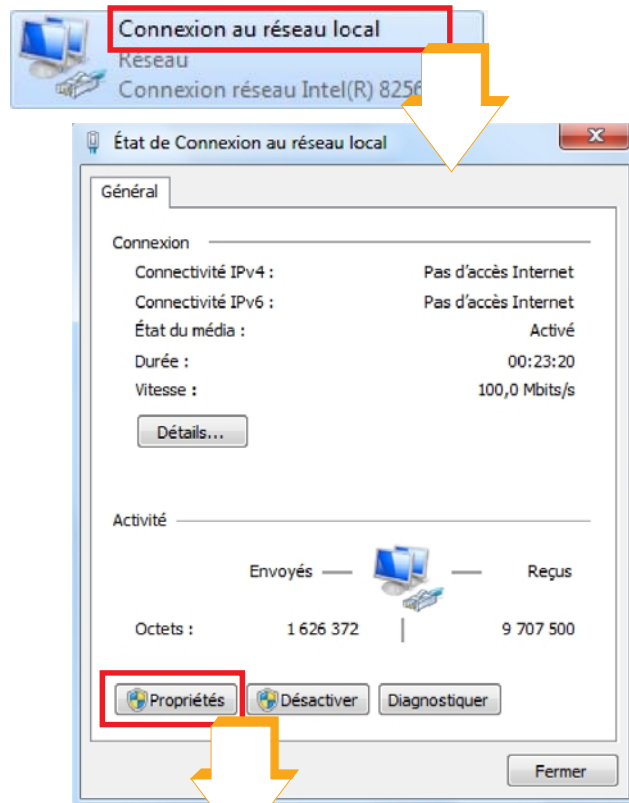 Connexion au réseau local
Réseau
Connexion réseau Intel(R) 8256
État de Connexion au réseau local
Général
Connexion
Connectivité IPv4 : Pas d'accès Internet
Connectivité IPv6 : Pas d'accès Internet
État du média : Activé
Durée : 00:23:20
Vitesse : 100,0 Mbits/s
Détails...
Activité
Envoyés Reçus
Octets : 1 626 372 9 707 500
Propriétés Désactiver Diagnostiquer
Fermer